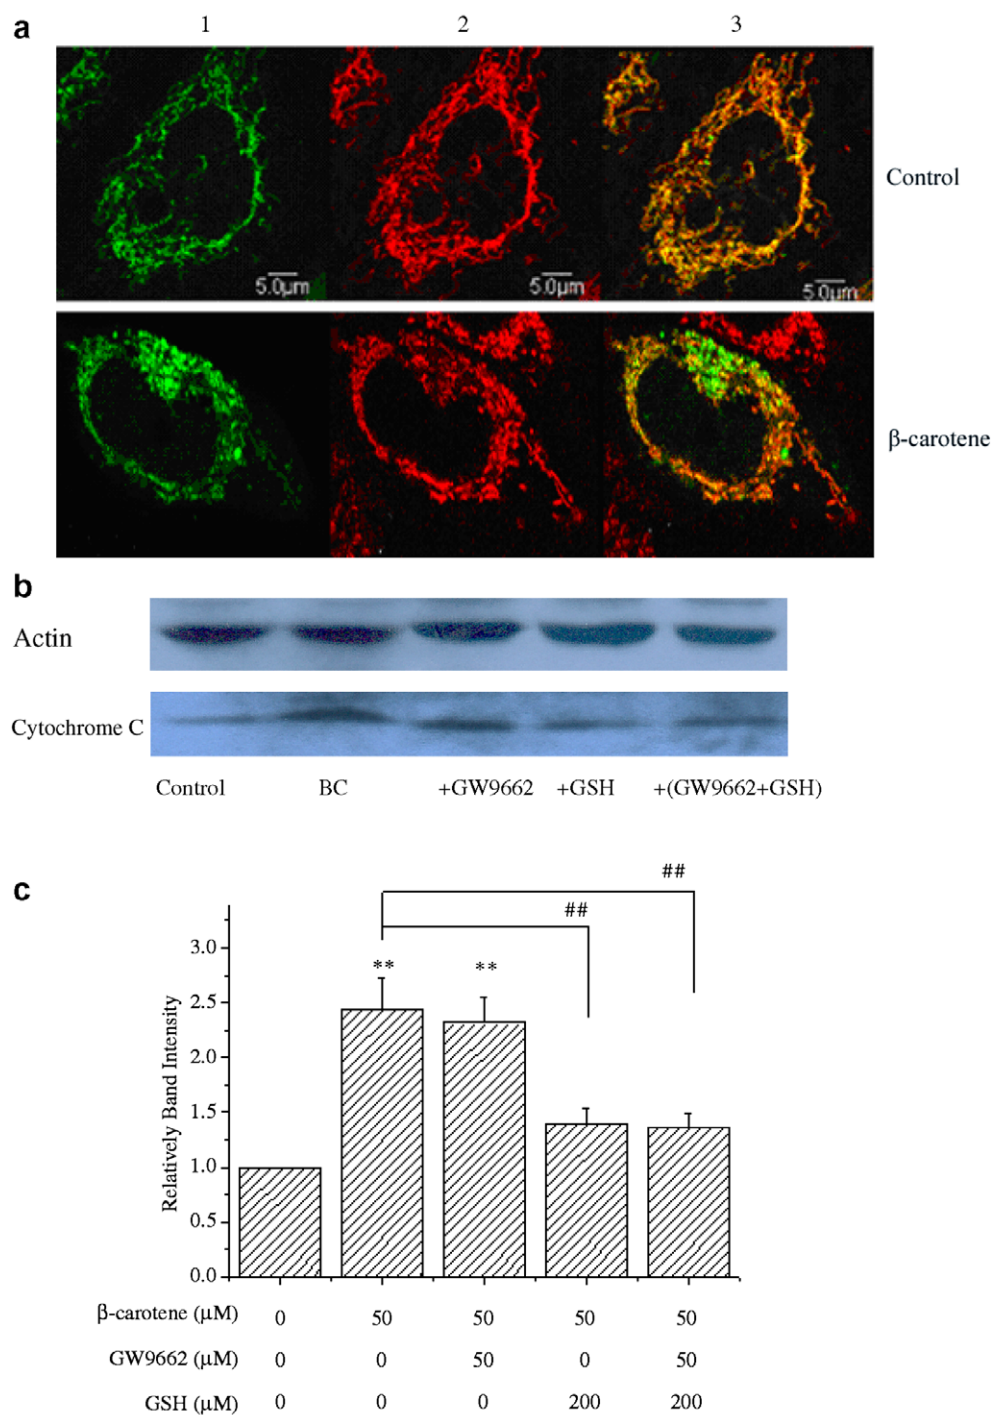 a
1 2 3
Control
5.0μm 5.0μm 5.0μm
β-carotene
b
Actin
Cytochrome C
Control BC +GW9662 +GSH +(GW9662+GSH)
c
##
##
** **
Relatively Band Intensity
3.0
2.5
2.0
1.5
1.0
0.5
0.0
β-carotene (μM) 0 50 50 50 50
GW9662 (μM) 0 0 50 0 50
GSH (μM) 0 0 0 200 200